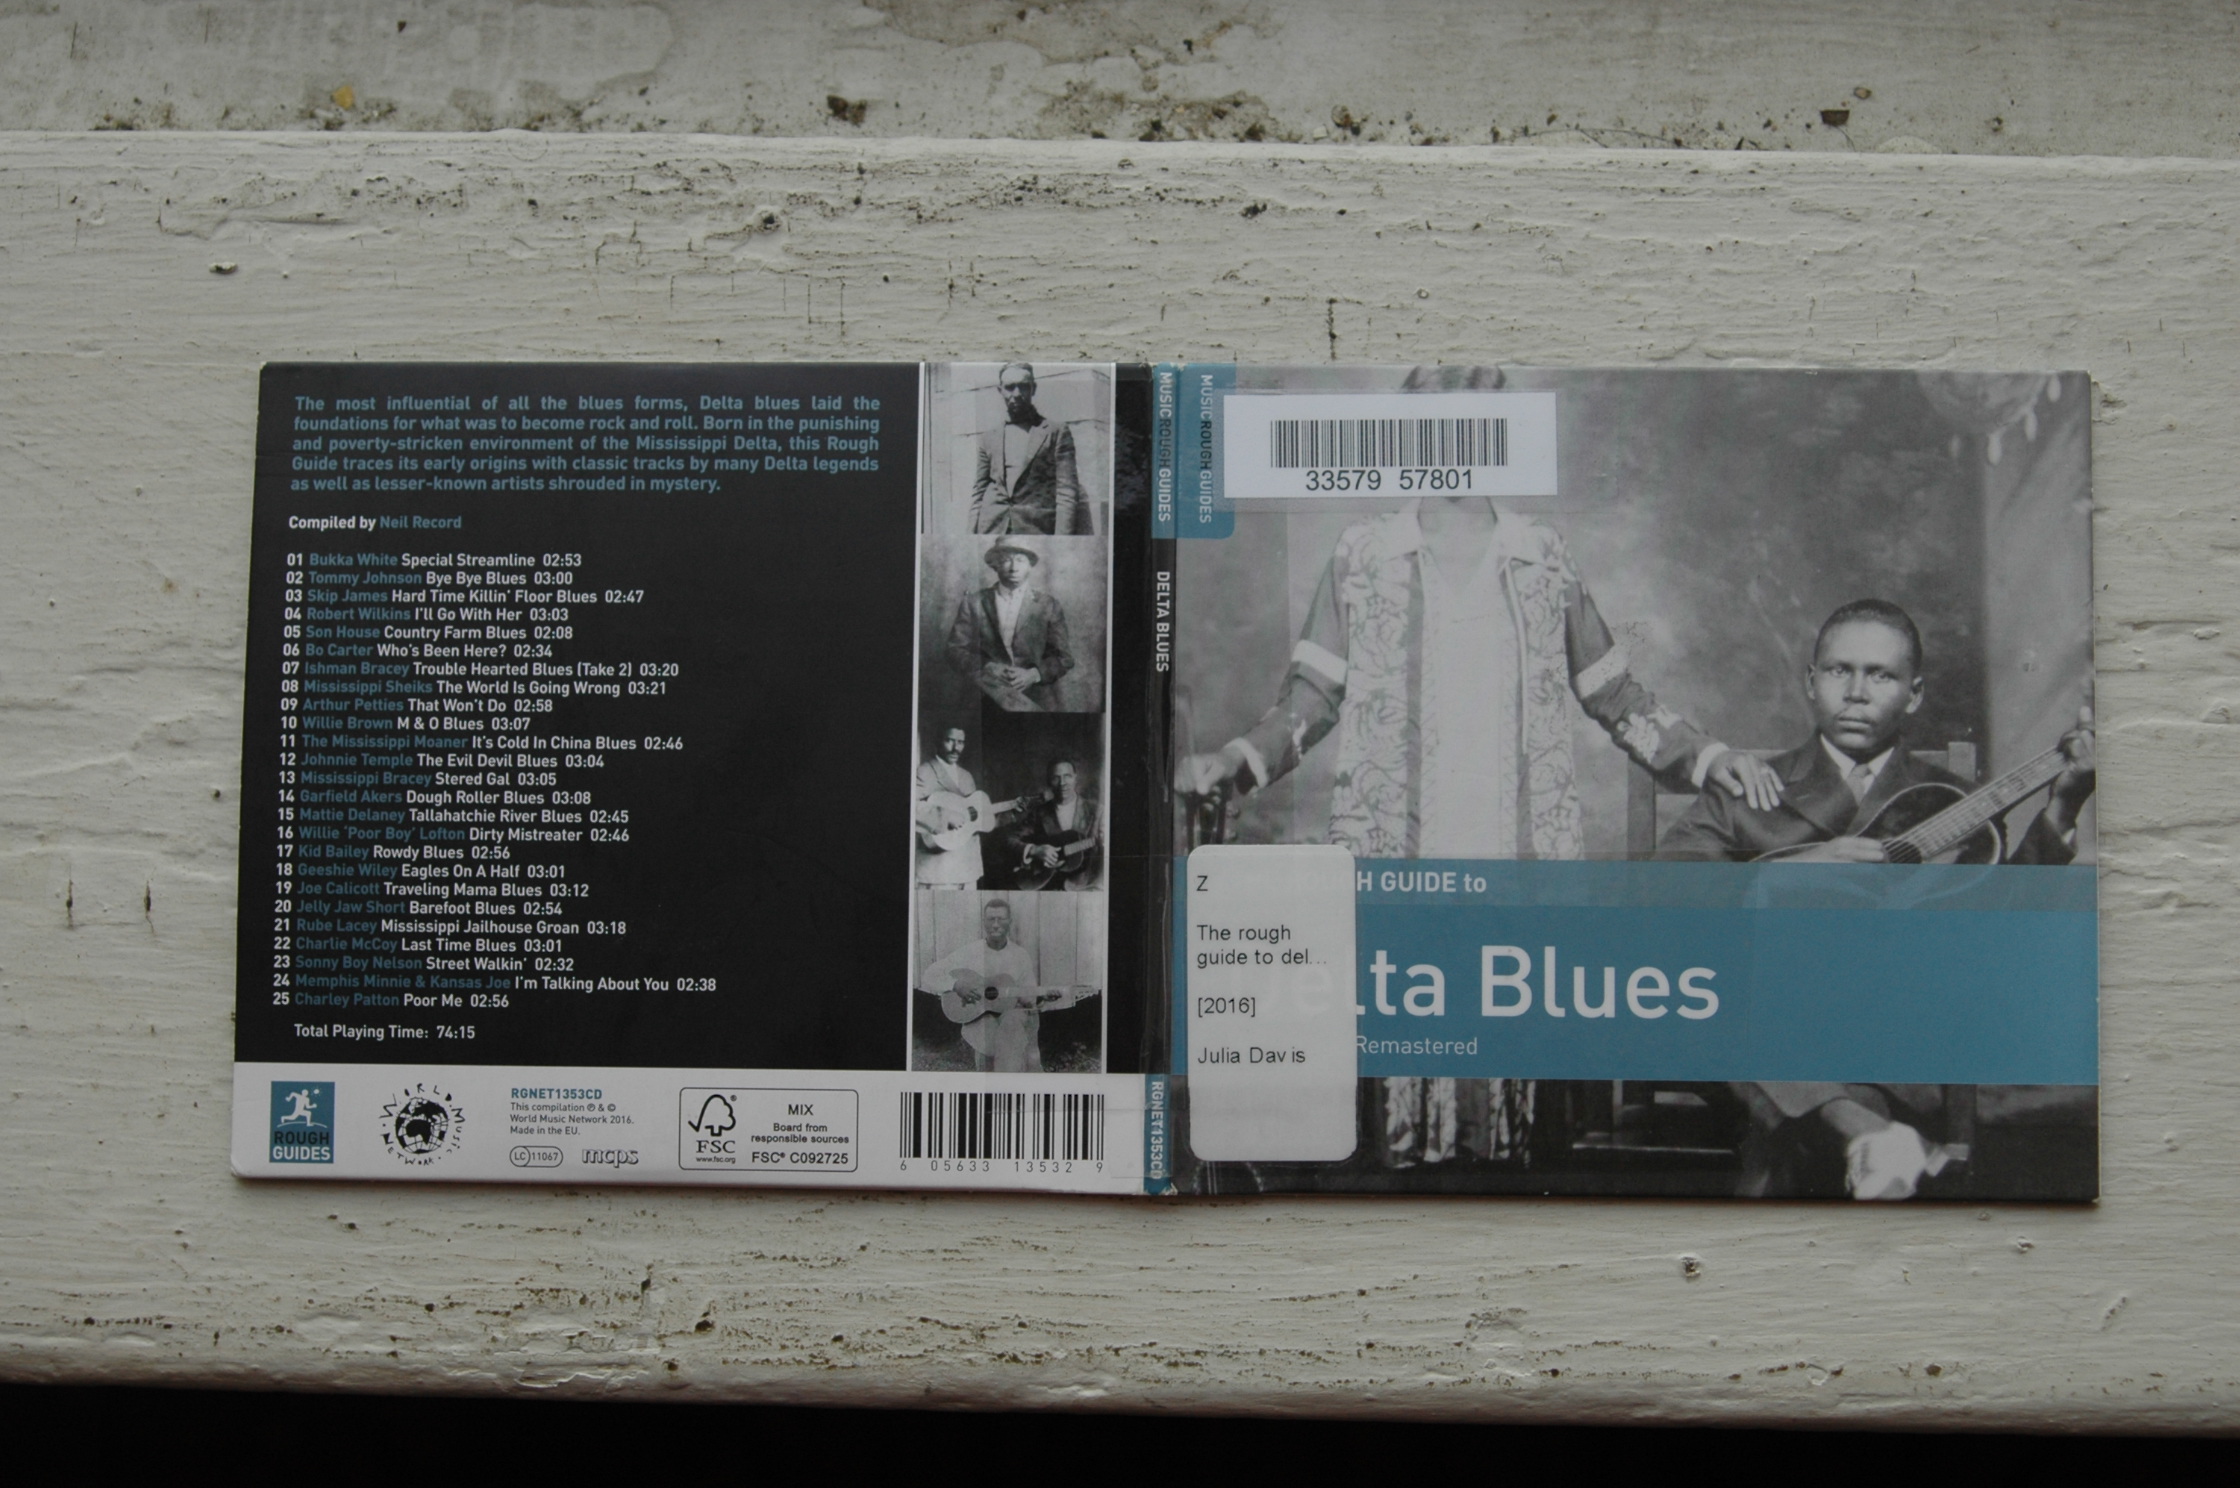 The most influential of all the blues forms, Delta blues laid the
foundations for what was to become rock and roll. Born in the punishing
and poverty-stricken environment of the Mississippi Delta, this Rough
Guide traces its early origins with classic tracks by many Delta legends
as well as lesser-known artists shrouded in mystery.
Compiled by Neil Record
01 Bukka White Special Streamline 02:53
02 Tommy Johnson Bye Bye Blues 03:00
03 Skip James Hard Time Killin' Floor Blues 02:47
04 Robert Wilkins I'll Go With Her 03:03
05 Son House Country Farm Blues 02:08
06 Bo Carter Who's Been Here? 02:34
07 Ishman Bracey Trouble Hearted Blues (Take 2) 03:20
08 Mississippi Sheiks The World Is Going Wrong 03:21
09 Arthur Petties That Won't Do 02:58
10 Willie Brown M & O Blues 03:07
11 The Mississippi Moaner It's Cold In China Blues 02:46
12 Johnnie Temple The Evil Devil Blues 03:04
13 Mississippi Bracey Stered Gal 03:05
14 Garfield Akers Dough Roller Blues 03:08
15 Mattie Delaney Tallahatchie River Blues 02:45
16 Willie 'Poor Boy' Lofton Dirty Mistreater 02:46
17 Kid Bailey Rowdy Blues 02:56
18 Geeshie Wiley Eagles On A Half 03:01
19 Joe Calicott Traveling Mama Blues 03:12
20 Jelly Jaw Short Barefoot Blues 02:54
21 Rube Lacey Mississippi Jailhouse Groan 03:18
22 Charlie McCoy Last Time Blues 03:01
23 Sonny Boy Nelson Street Walkin' 02:32
24 Memphis Minnie & Kansas Joe I'm Talking About You 02:38
25 Charley Patton Poor Me 02:56
Total Playing Time: 74:15
ROUGH
GUIDES
WORLD MUSIC NETWORK
RGNET1353CD
This compilation ℗ & ©
World Music Network 2016.
Made in the EU.
LC 11067 mcps
FSC®
www.fsc.org
MIX
Board from
responsible sources
FSC® C092725
6 05633 13532 9
MUSIC ROUGH GUIDES
DELTA BLUES
RGNET1353CD
MUSIC ROUGH GUIDES
33579 57801
H GUIDE to
elta Blues
Remastered
Z
The rough
guide to del...
[2016]
Julia Davis